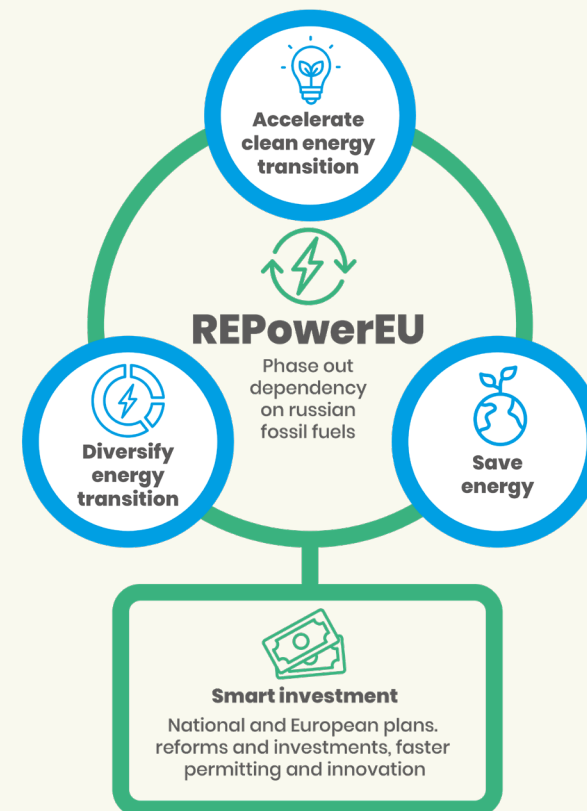 Accelerate
clean energy
transition
REPowerEU
Phase out
dependency
on russian
fossil fuels
Diversify
energy
transition
Save
energy
Smart investment
National and European plans.
reforms and investments, faster
permitting and innovation